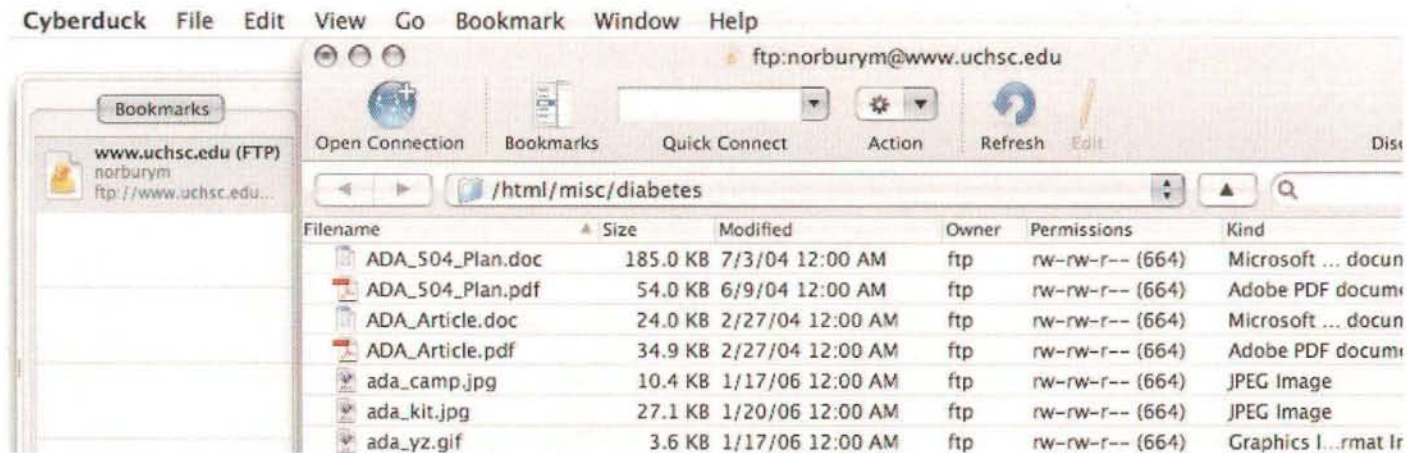 Cyberduck File Edit View Go Bookmark Window Help
ftp:norburym@www.uchsc.edu
Bookmarks
Open Connection Bookmarks Quick Connect Action Refresh Edit
www.uchsc.edu (FTP)
norburym
ftp://www.uchsc.edu...
/html/misc/diabetes
Filename Size Modified Owner Permissions Kind
ADA_504_Plan.doc 185.0 KB 7/3/04 12:00 AM ftp rw-rw-r-- (664) Microsoft ... docun
ADA_504_Plan.pdf 54.0 KB 6/9/04 12:00 AM ftp rw-rw-r-- (664) Adobe PDF docum
ADA_Article.doc 24.0 KB 2/27/04 12:00 AM ftp rw-rw-r-- (664) Microsoft ... docun
ADA_Article.pdf 34.9 KB 2/27/04 12:00 AM ftp rw-rw-r-- (664) Adobe PDF docum
ada_camp.jpg 10.4 KB 1/17/06 12:00 AM ftp rw-rw-r-- (664) JPEG Image
ada_kit.jpg 27.1 KB 1/20/06 12:00 AM ftp rw-rw-r-- (664) JPEG Image
ada_yz.gif 3.6 KB 1/17/06 12:00 AM ftp rw-rw-r-- (664) Graphics I...rmat Ir